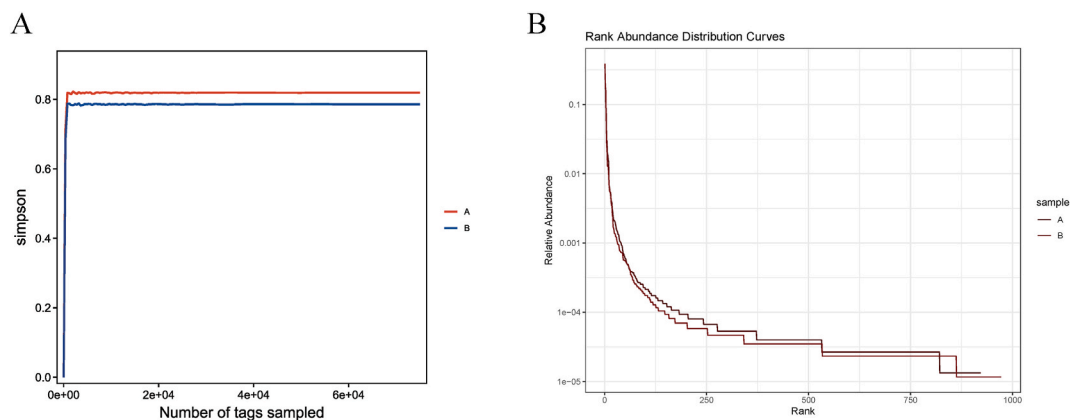 A
simpson
0.8
0.6
0.4
0.2
0.0
0e+00
2e+04
4e+04
6e+04
Number of tags sampled
A
B
B
Rank Abundance Distribution Curves
Relative Abundance
0.1
0.01
0.001
1e−04
1e−05
0
250
500
750
1000
Rank
sample
A
B